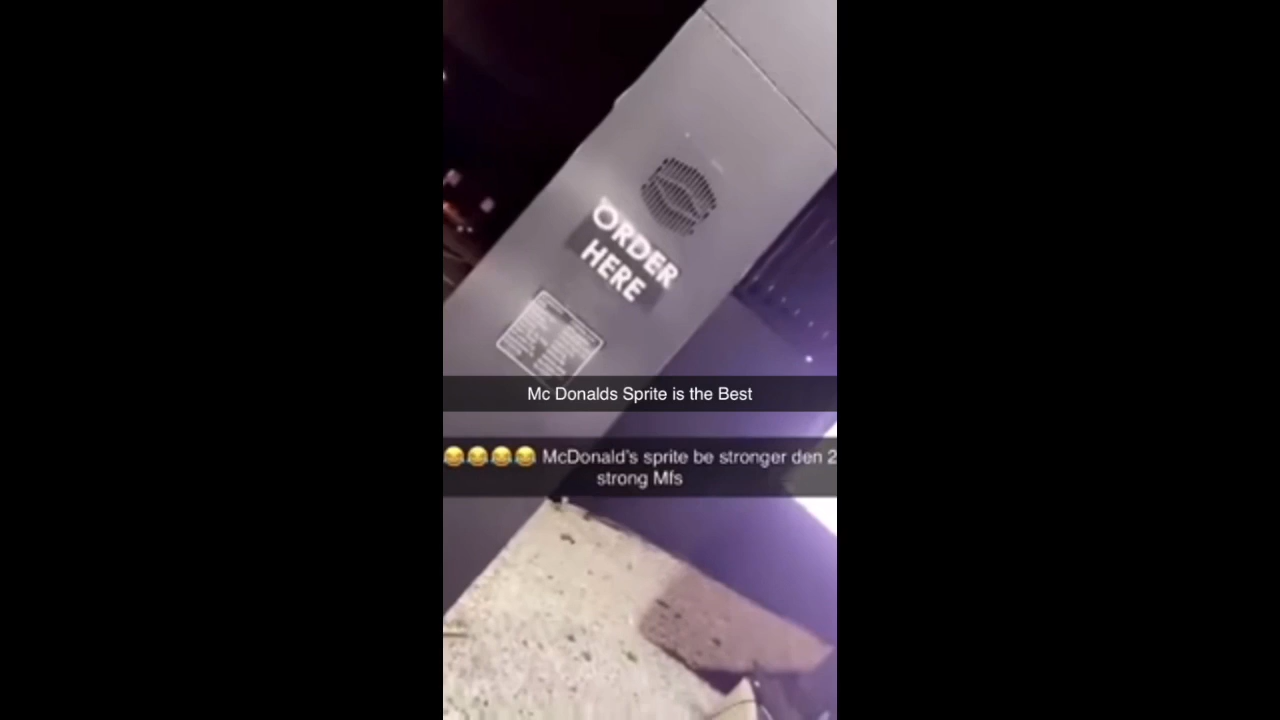 ORDER
HERE
Mc Donalds Sprite is the Best
😂😂😂😂 McDonald's sprite be stronger den 2
strong Mfs